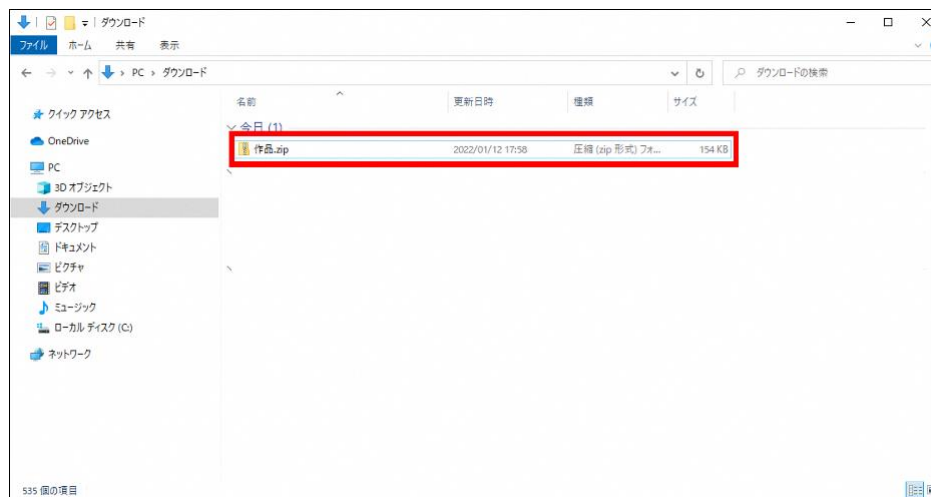 ダウンロード
ファイル ホーム 共有 表示
PC › ダウンロード ダウンロードの検索
名前 更新日時 種類 サイズ
クイック アクセス
今日 (1)
OneDrive
作品.zip 2022/01/12 17:58 圧縮 (zip 形式) フォ... 154 KB
PC
3D オブジェクト
ダウンロード
デスクトップ
ドキュメント
ピクチャ
ビデオ
ミュージック
ローカル ディスク (C:)
ネットワーク
535 個の項目